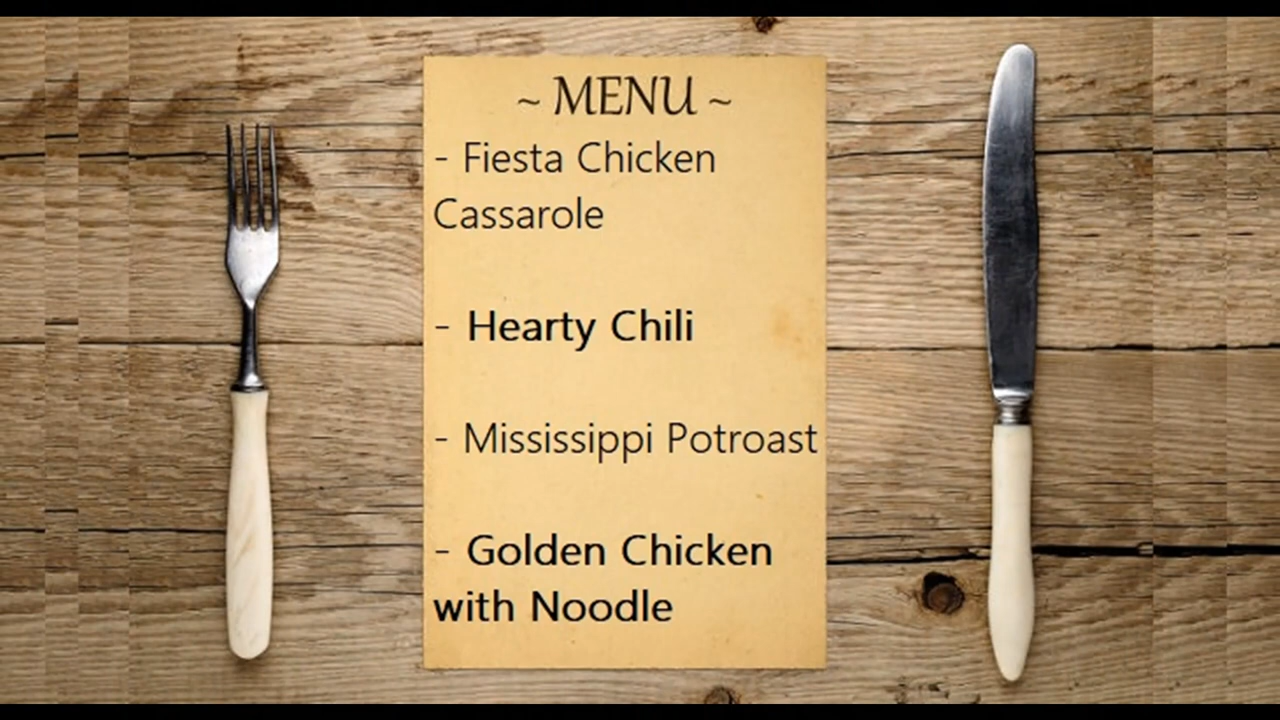 ~ MENU ~
- Fiesta Chicken
Cassarole
- Hearty Chili
- Mississippi Potroast
- Golden Chicken
with Noodle